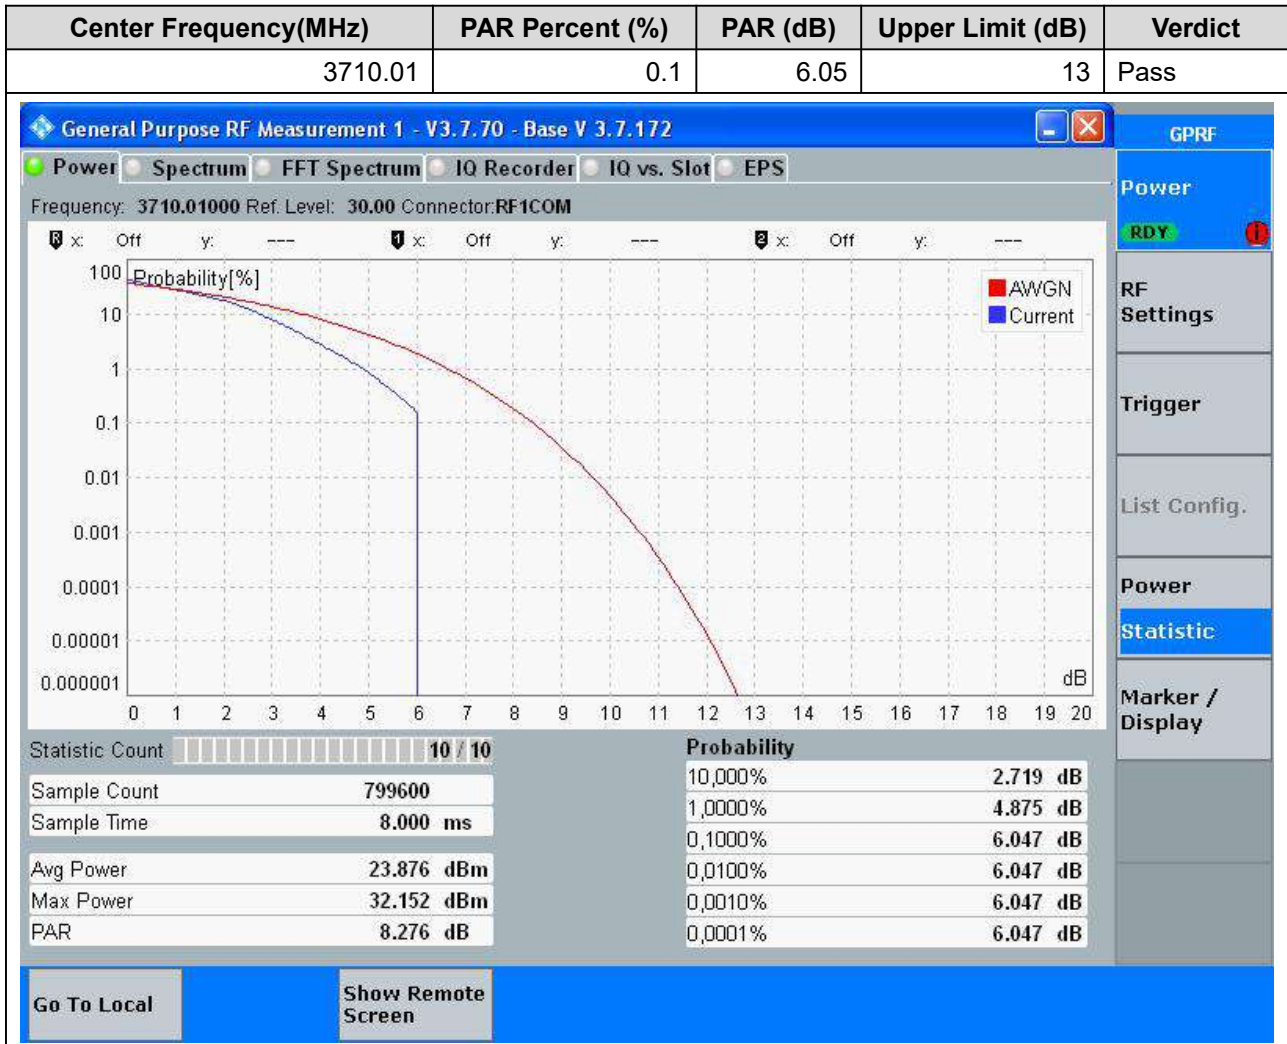 Center Frequency(MHz) PAR Percent (%) PAR (dB) Upper Limit (dB) Verdict
3710.01 0.1 6.05 13 Pass
General Purpose RF Measurement 1 - V3.7.70 - Base V 3.7.172
GPRF
Power Spectrum FFT Spectrum IQ Recorder IQ vs. Slot EPS
Frequency: 3710.01000 Ref. Level: 30.00 Connector:RF1COM
R x: Off y: --- 1 x: Off y: --- 2 x: Off y: ---
Probability[%]
AWGN
Current
100
10
1
0.1
0.01
0.001
0.0001
0.00001
0.000001
dB
0 1 2 3 4 5 6 7 8 9 10 11 12 13 14 15 16 17 18 19 20
Statistic Count 10 / 10
Sample Count 799600
Sample Time 8.000 ms
Avg Power 23.876 dBm
Max Power 32.152 dBm
PAR 8.276 dB
Probability
10,000% 2.719 dB
1,0000% 4.875 dB
0,1000% 6.047 dB
0,0100% 6.047 dB
0,0010% 6.047 dB
0,0001% 6.047 dB
Power
RDY
RF
Settings
Trigger
List Config.
Power
Statistic
Marker /
Display
Go To Local
Show Remote
Screen